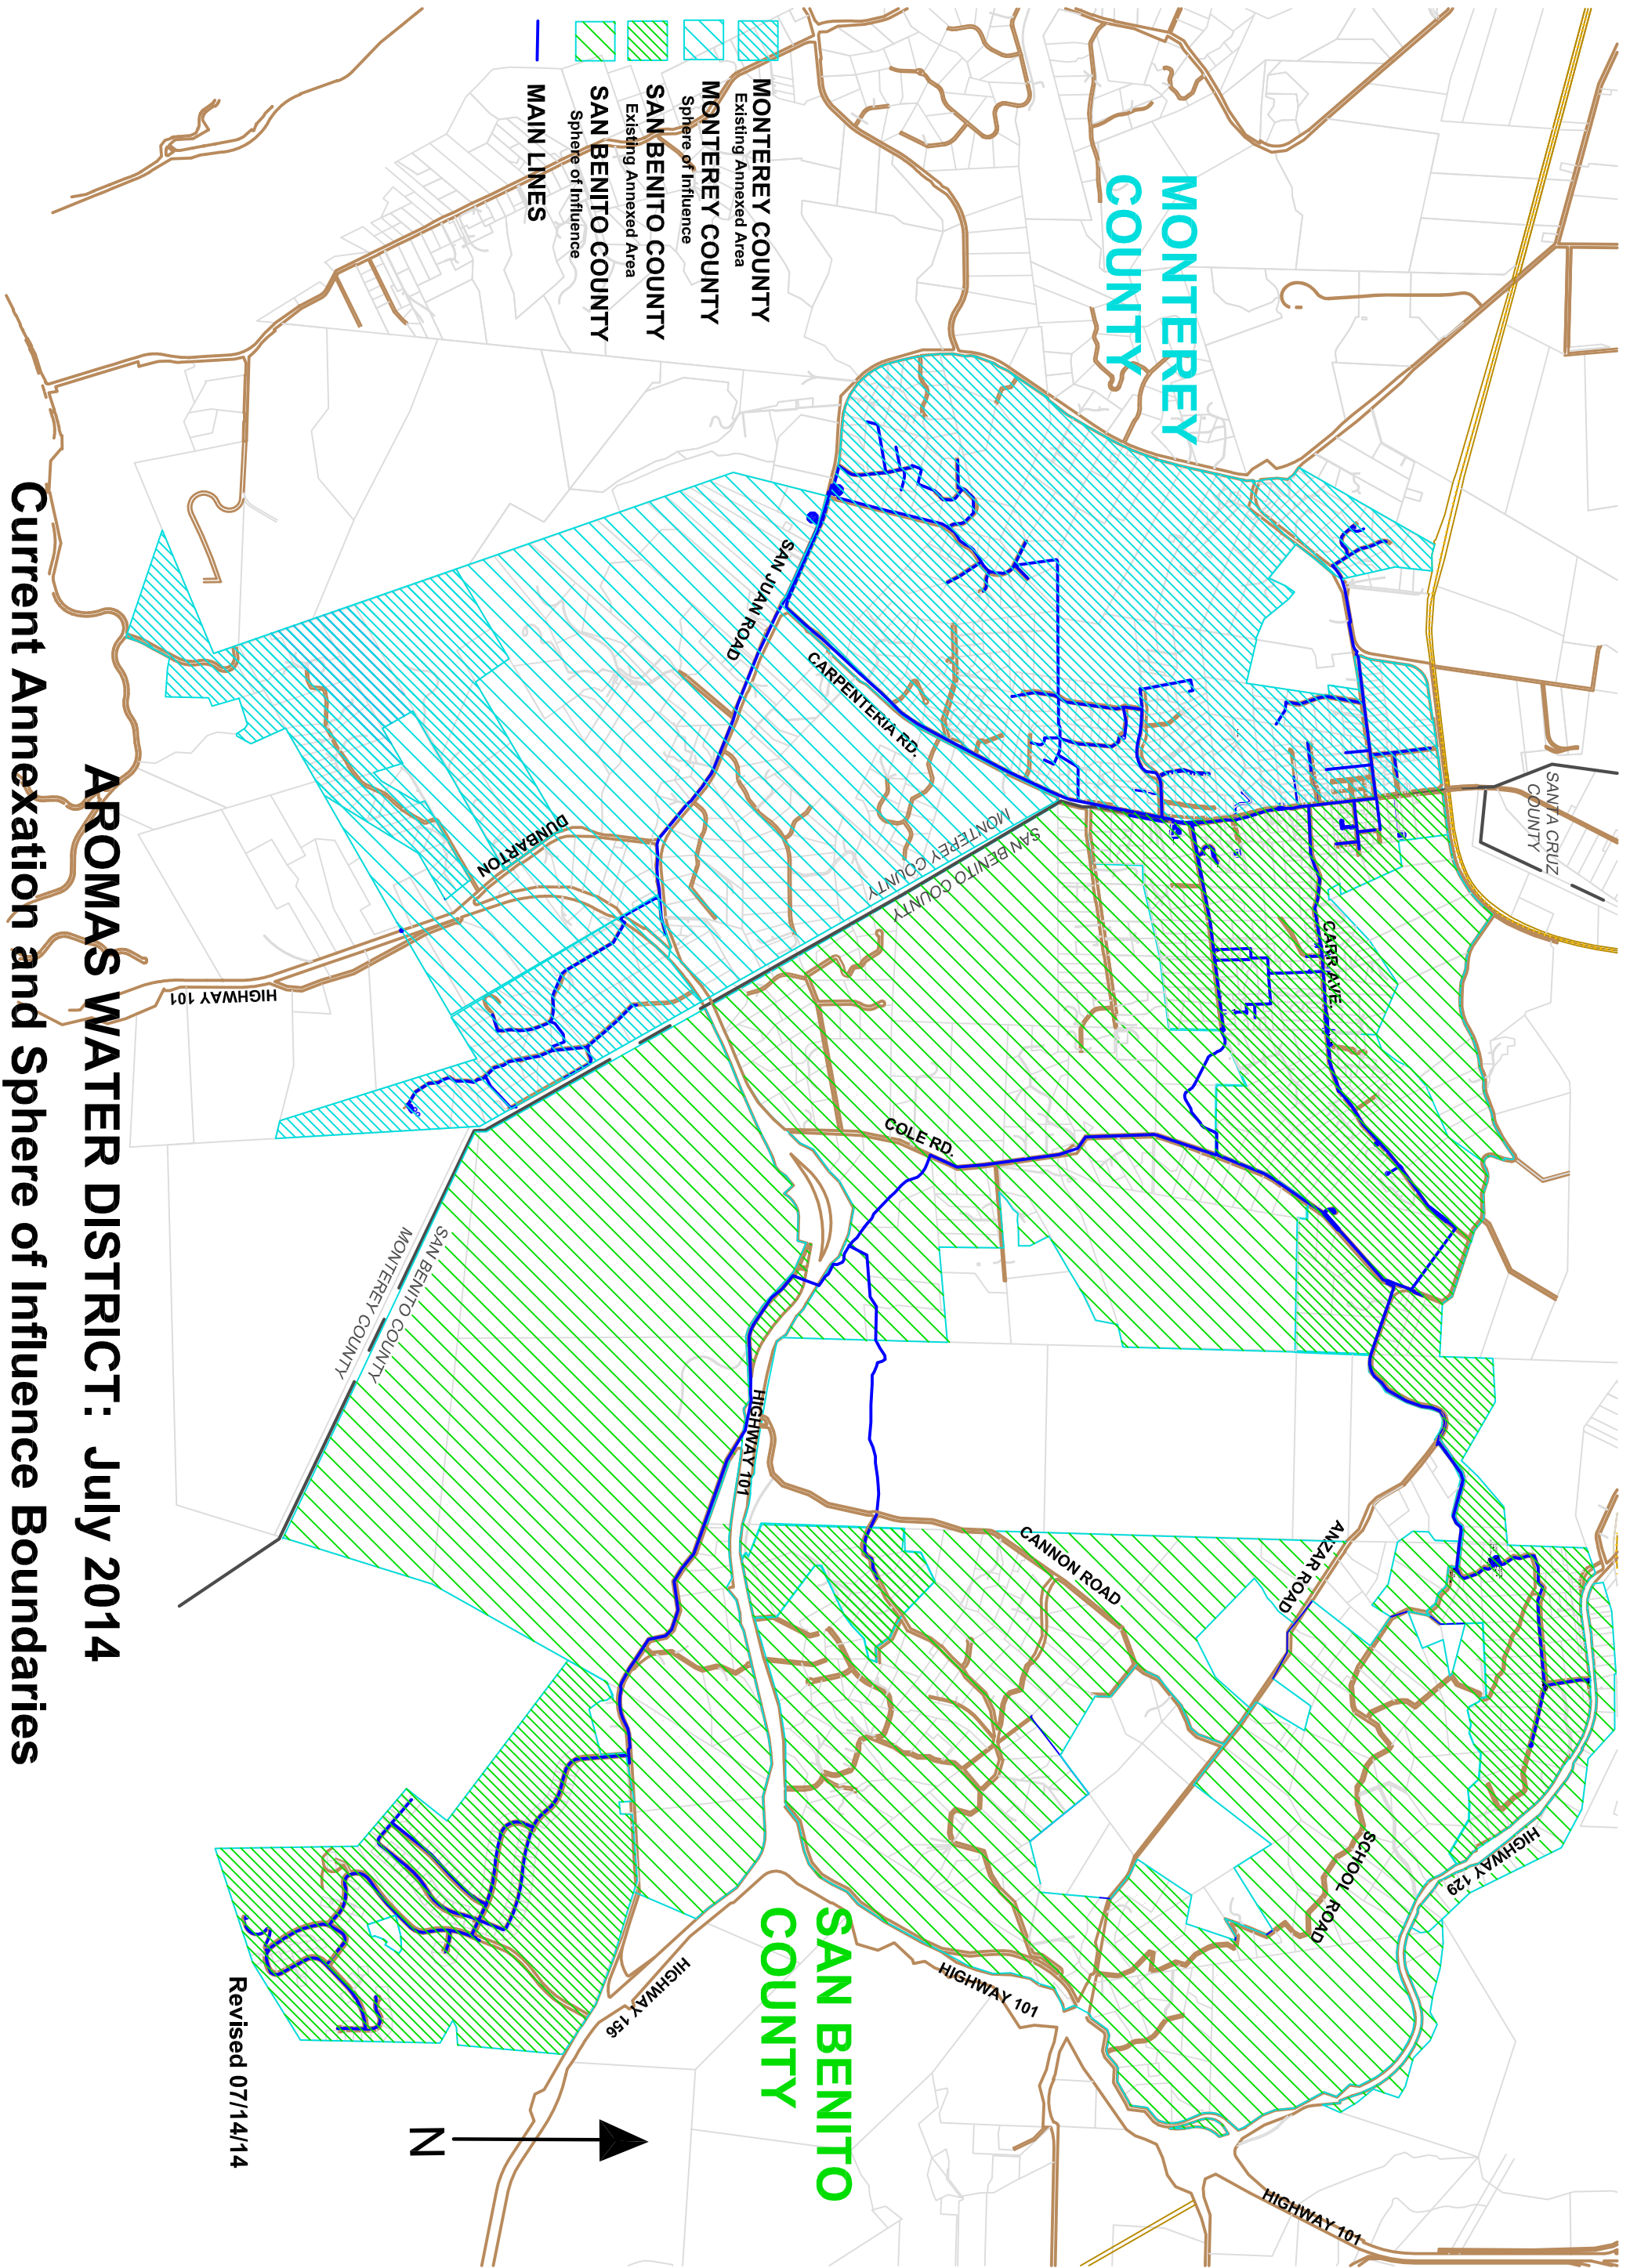 MONTEREY
COUNTY
MONTEREY COUNTY
Existing Annexed Area
MONTEREY COUNTY
Sphere of Influence
SAN BENITO COUNTY
Existing Annexed Area
SAN BENITO COUNTY
Sphere of Influence
MAIN LINES
SANTA CRUZ
COUNTY
CARR AVE
SAN JUAN ROAD
CARPENTERIA RD.
SAN BENITO COUNTY
MONTEREY COUNTY
DUNBARTON
HIGHWAY 101
COLE RD.
SAN BENITO COUNTY
MONTEREY COUNTY
HIGHWAY 101
CANNON ROAD
ANZAR ROAD
SCHOOL ROAD
HIGHWAY 129
SAN BENITO
COUNTY
HIGHWAY 101
HIGHWAY 156
HIGHWAY 101
N
Revised 07/14/14
AROMAS WATER DISTRICT: July 2014
Current Annexation and Sphere of Influence Boundaries